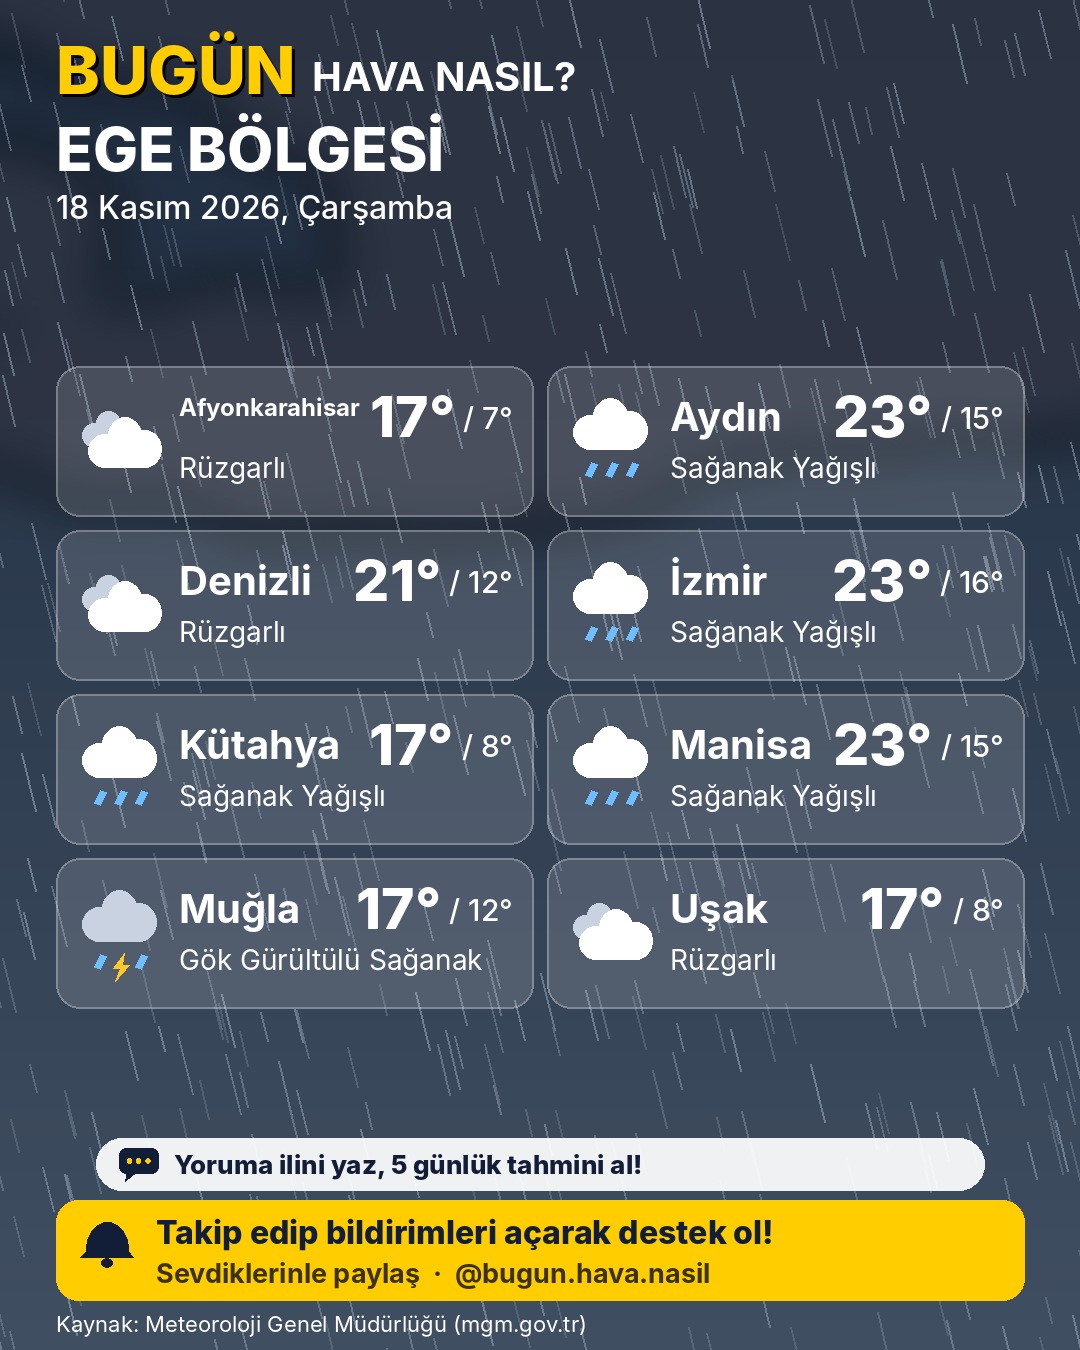 BUGÜN HAVA NASIL?
EGE BÖLGESİ
18 Kasım 2026, Çarşamba
Afyonkarahisar 17° / 7°
Rüzgarlı
Aydın 23° / 15°
Sağanak Yağışlı
Denizli 21° / 12°
Rüzgarlı
İzmir 23° / 16°
Sağanak Yağışlı
Kütahya 17° / 8°
Sağanak Yağışlı
Manisa 23° / 15°
Sağanak Yağışlı
Muğla 17° / 12°
Gök Gürültülü Sağanak
Uşak 17° / 8°
Rüzgarlı
Yoruma ilini yaz, 5 günlük tahmini al!
Takip edip bildirimleri açarak destek ol!
Sevdiklerinle paylaş · @bugun.hava.nasil
Kaynak: Meteoroloji Genel Müdürlüğü (mgm.gov.tr)